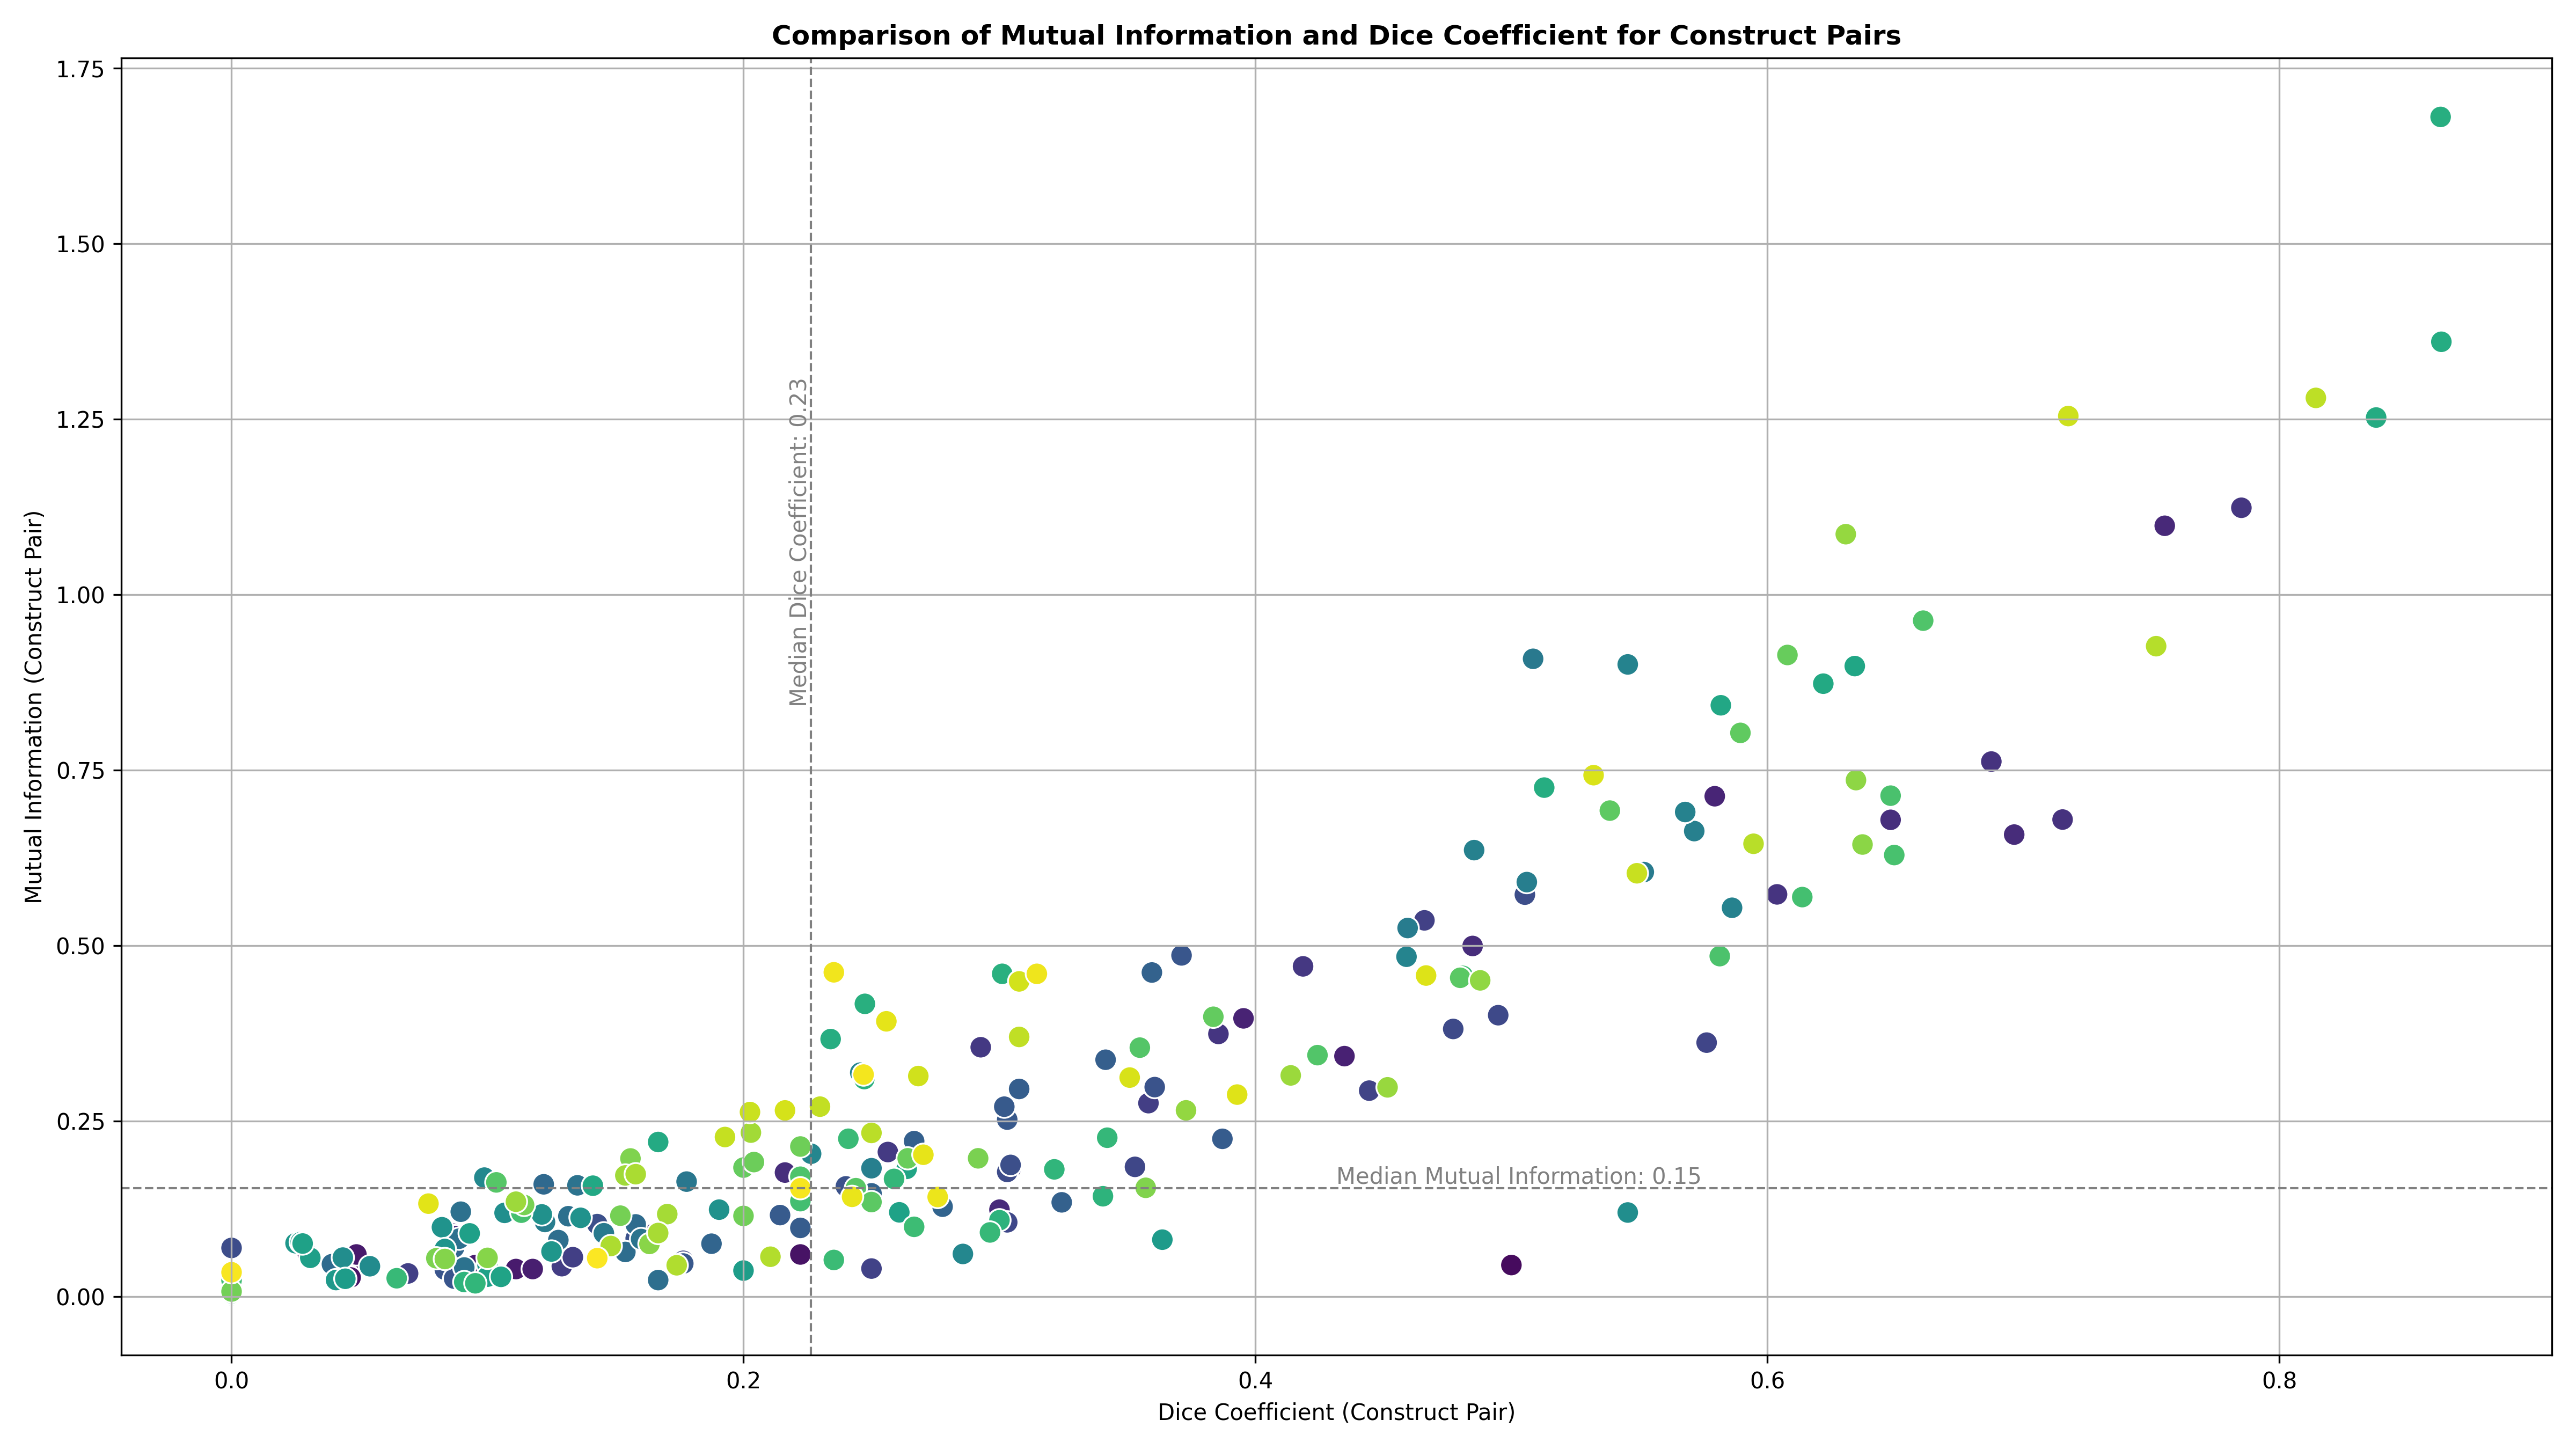 Comparison of Mutual Information and Dice Coefficient for Construct Pairs
1.75
1.50
1.25
1.00
0.75
0.50
0.25
0.00
Mutual Information (Construct Pair)
Median Dice Coefficient: 0.23
Median Mutual Information: 0.15
0.0
0.2
0.4
0.6
0.8
Dice Coefficient (Construct Pair)